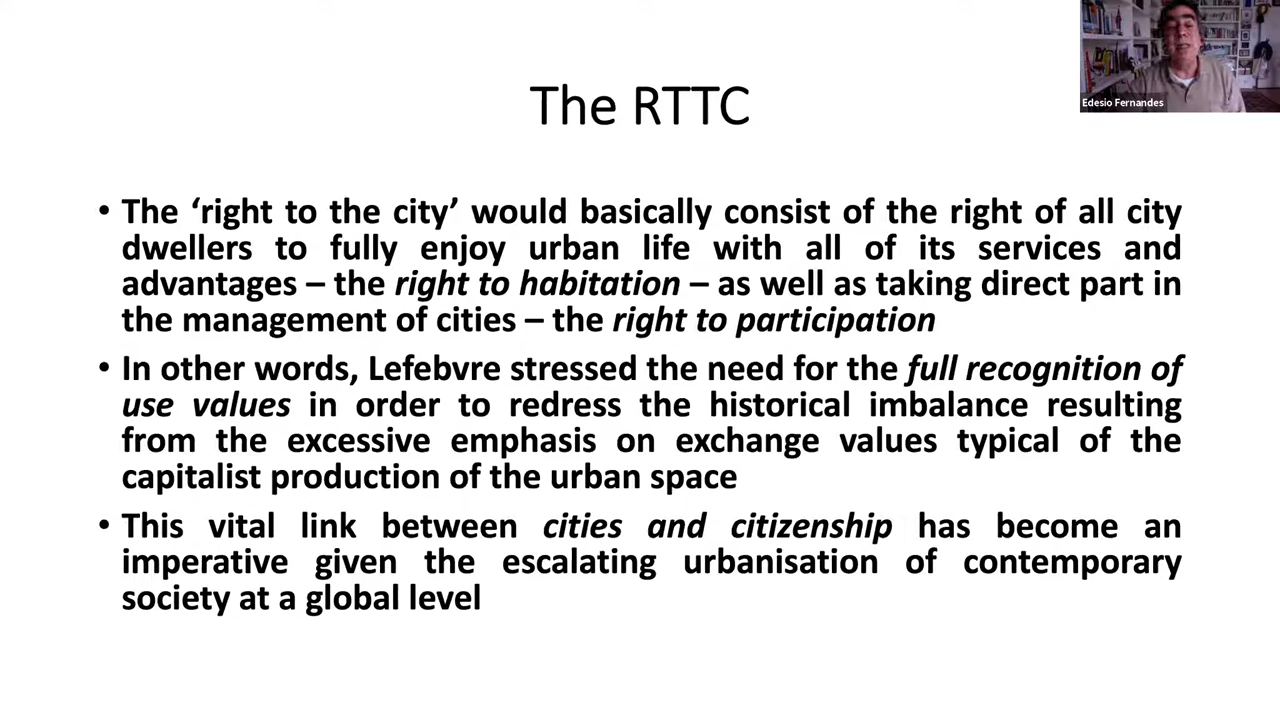 Edesio Fernandes
The RTTC
• The ‘right to the city’ would basically consist of the right of all city
dwellers to fully enjoy urban life with all of its services and
advantages – the right to habitation – as well as taking direct part in
the management of cities – the right to participation
• In other words, Lefebvre stressed the need for the full recognition of
use values in order to redress the historical imbalance resulting
from the excessive emphasis on exchange values typical of the
capitalist production of the urban space
• This vital link between cities and citizenship has become an
imperative given the escalating urbanisation of contemporary
society at a global level